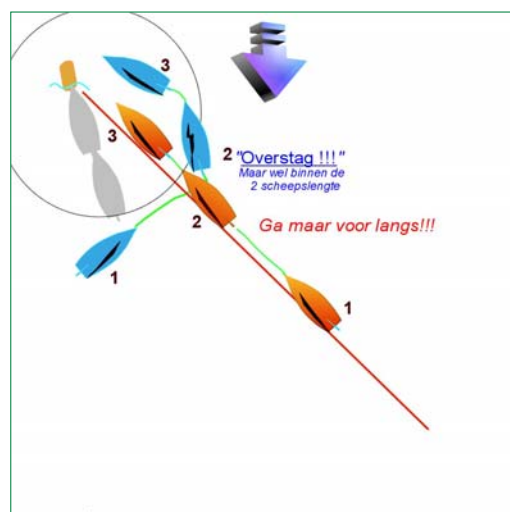 3
3
2
"Overstag !!!"
Maar wel binnen de
2 scheepslengte
2
Ga maar voor langs!!!
1
1